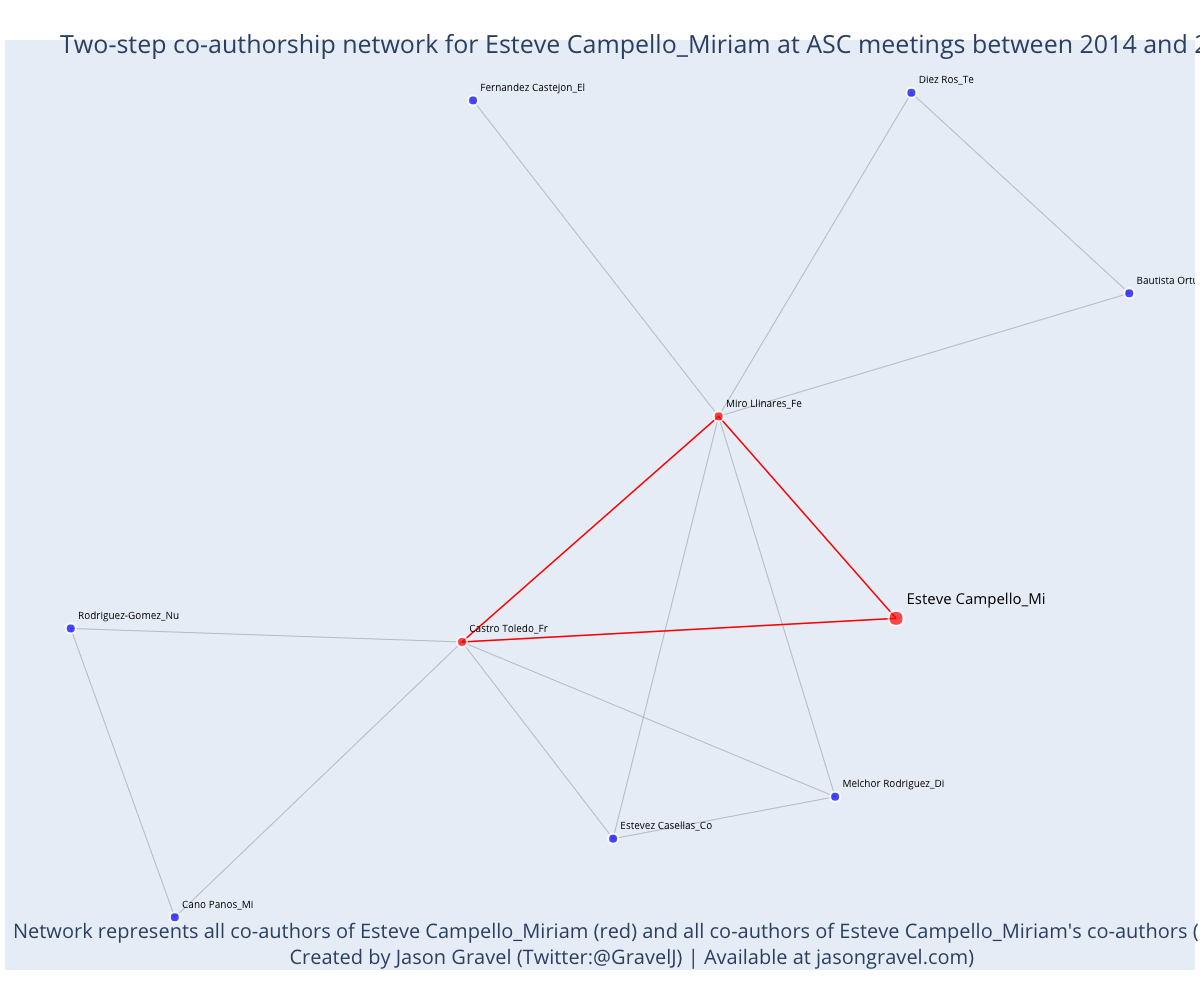 Two-step co-authorship network for Esteve Campello_Miriam at ASC meetings between 2014 and
Diez Ros_Te
Fernandez Castejon_El
Bautista
Miro Llinares_Fe
Esteve Campello_Mi
Rodriguez-Gomez_Nu
Castro Toledo_Fr
Melchor Rodriguez_Di
Estevez Casellas_Co
Cano Panos_Mi
Network represents all co-authors of Esteve Campello_Miriam (red) and all co-authors of Esteve Campello_Miriam's co-authors (
Created by Jason Gravel (Twitter:@GravelJ) | Available at jasongravel.com)